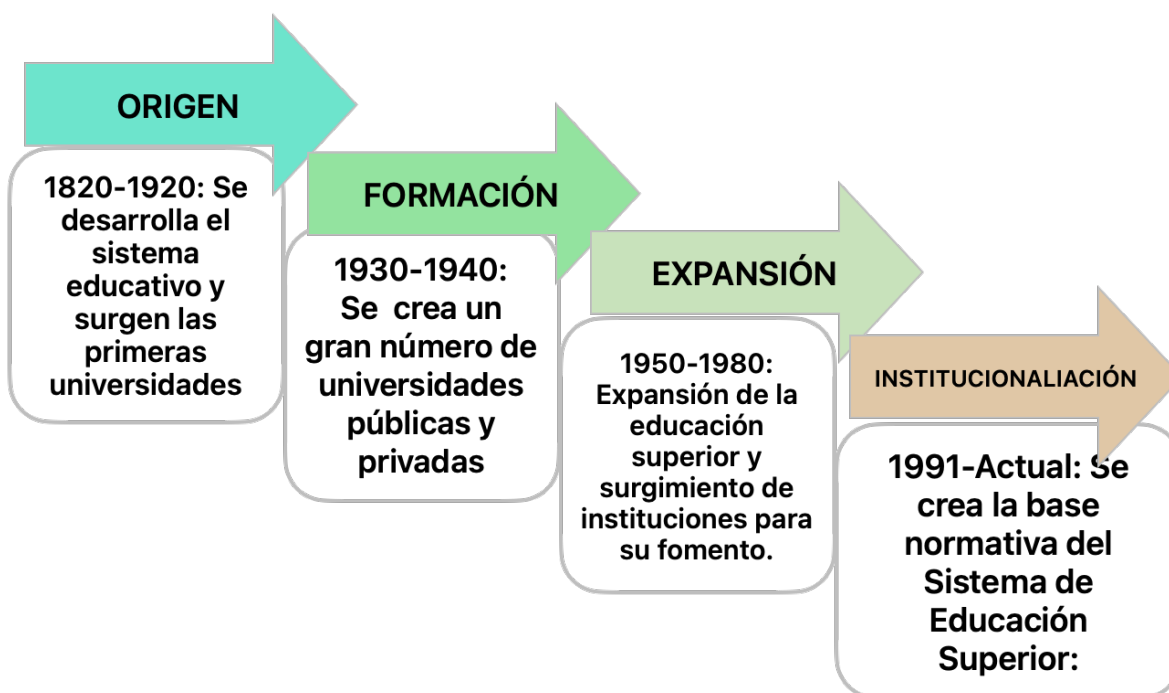 ORIGEN
1820-1920: Se
desarrolla el
sistema
educativo y
surgen las
primeras
universidades
FORMACIÓN
1930-1940:
Se crea un
gran número de
universidades
públicas y
privadas
EXPANSIÓN
1950-1980:
Expansión de la
educación
superior y
surgimiento de
instituciones para
su fomento.
INSTITUCIONALIACIÓN
1991-Actual: Se
crea la base
normativa del
Sistema de
Educación
Superior: